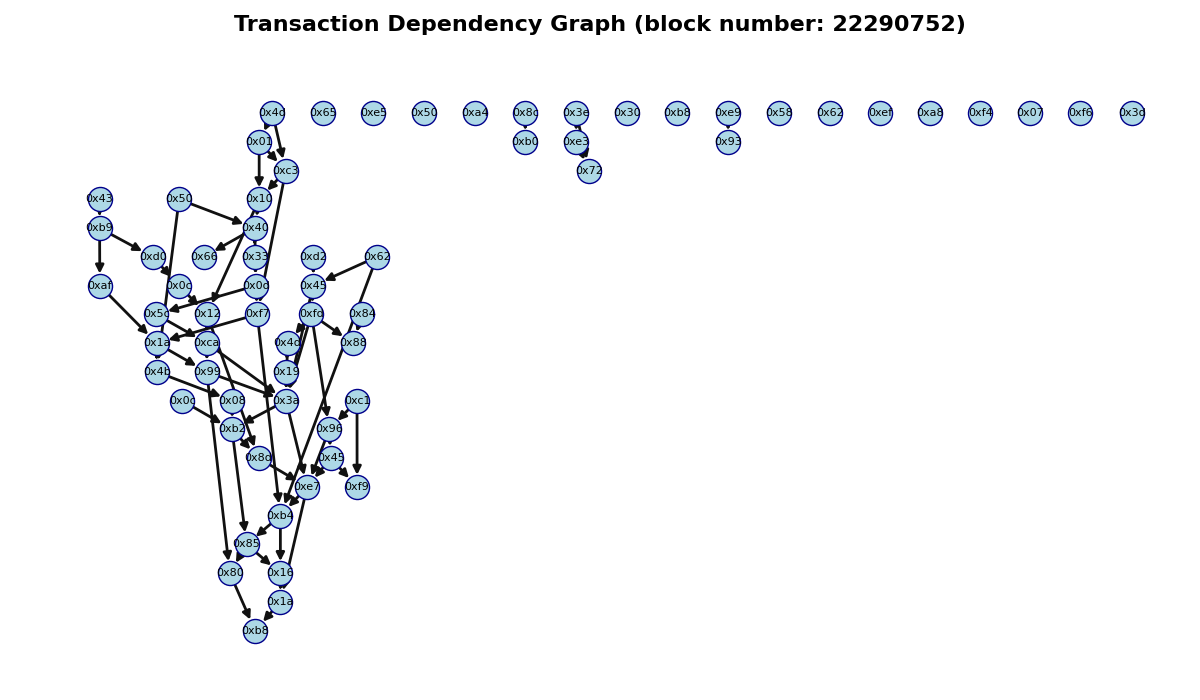 Transaction Dependency Graph (block number: 22290752)
0x4d 0x65 0xe5 0x50 0xa4 0x8c 0x3e 0x30 0xb8 0xe9 0x58 0x62 0xef 0xa8 0xf4 0x07 0xf6 0x3d
0x01 0xb0 0xe3 0x93
0xc3 0x72
0x43 0x50 0x10
0xb9 0x40
0xd0 0x66 0x33 0xd2 0x62
0xaf 0x0c 0x0d 0x45
0x5c 0x12 0xf7 0xfd 0x84
0x1a 0xca 0x4d 0x88
0x4b 0x99 0x19
0x0c 0x08 0x3a 0xc1
0xb2 0x96
0x8d 0x45
0xe7 0xf9
0xb4
0x85
0x80 0x16
0x1a
0xb8